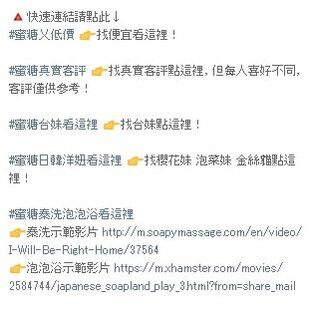 🔺快速連結請點此↓
#蜜糖乂低價 👉找便宜看這裡！
#蜜糖真實客評 👉找真實客評點這裡, 但每人喜好不同,
客評僅供參考！
#蜜糖台妹看這裡 👉找台妹點這裡！
#蜜糖日韓洋妞看這裡 👉找櫻花妹 泡菜妹 金絲貓點這
裡！
#蜜糖泰洗泡泡浴看這裡
👉泰洗示範影片 http://m.soapymassage.com/en/video/
I-Will-Be-Right-Home/37564
👉泡泡浴示範影片 https://m.xhamster.com/movies/
2584744/japanese_soapland_play_3.html?from=share_mail